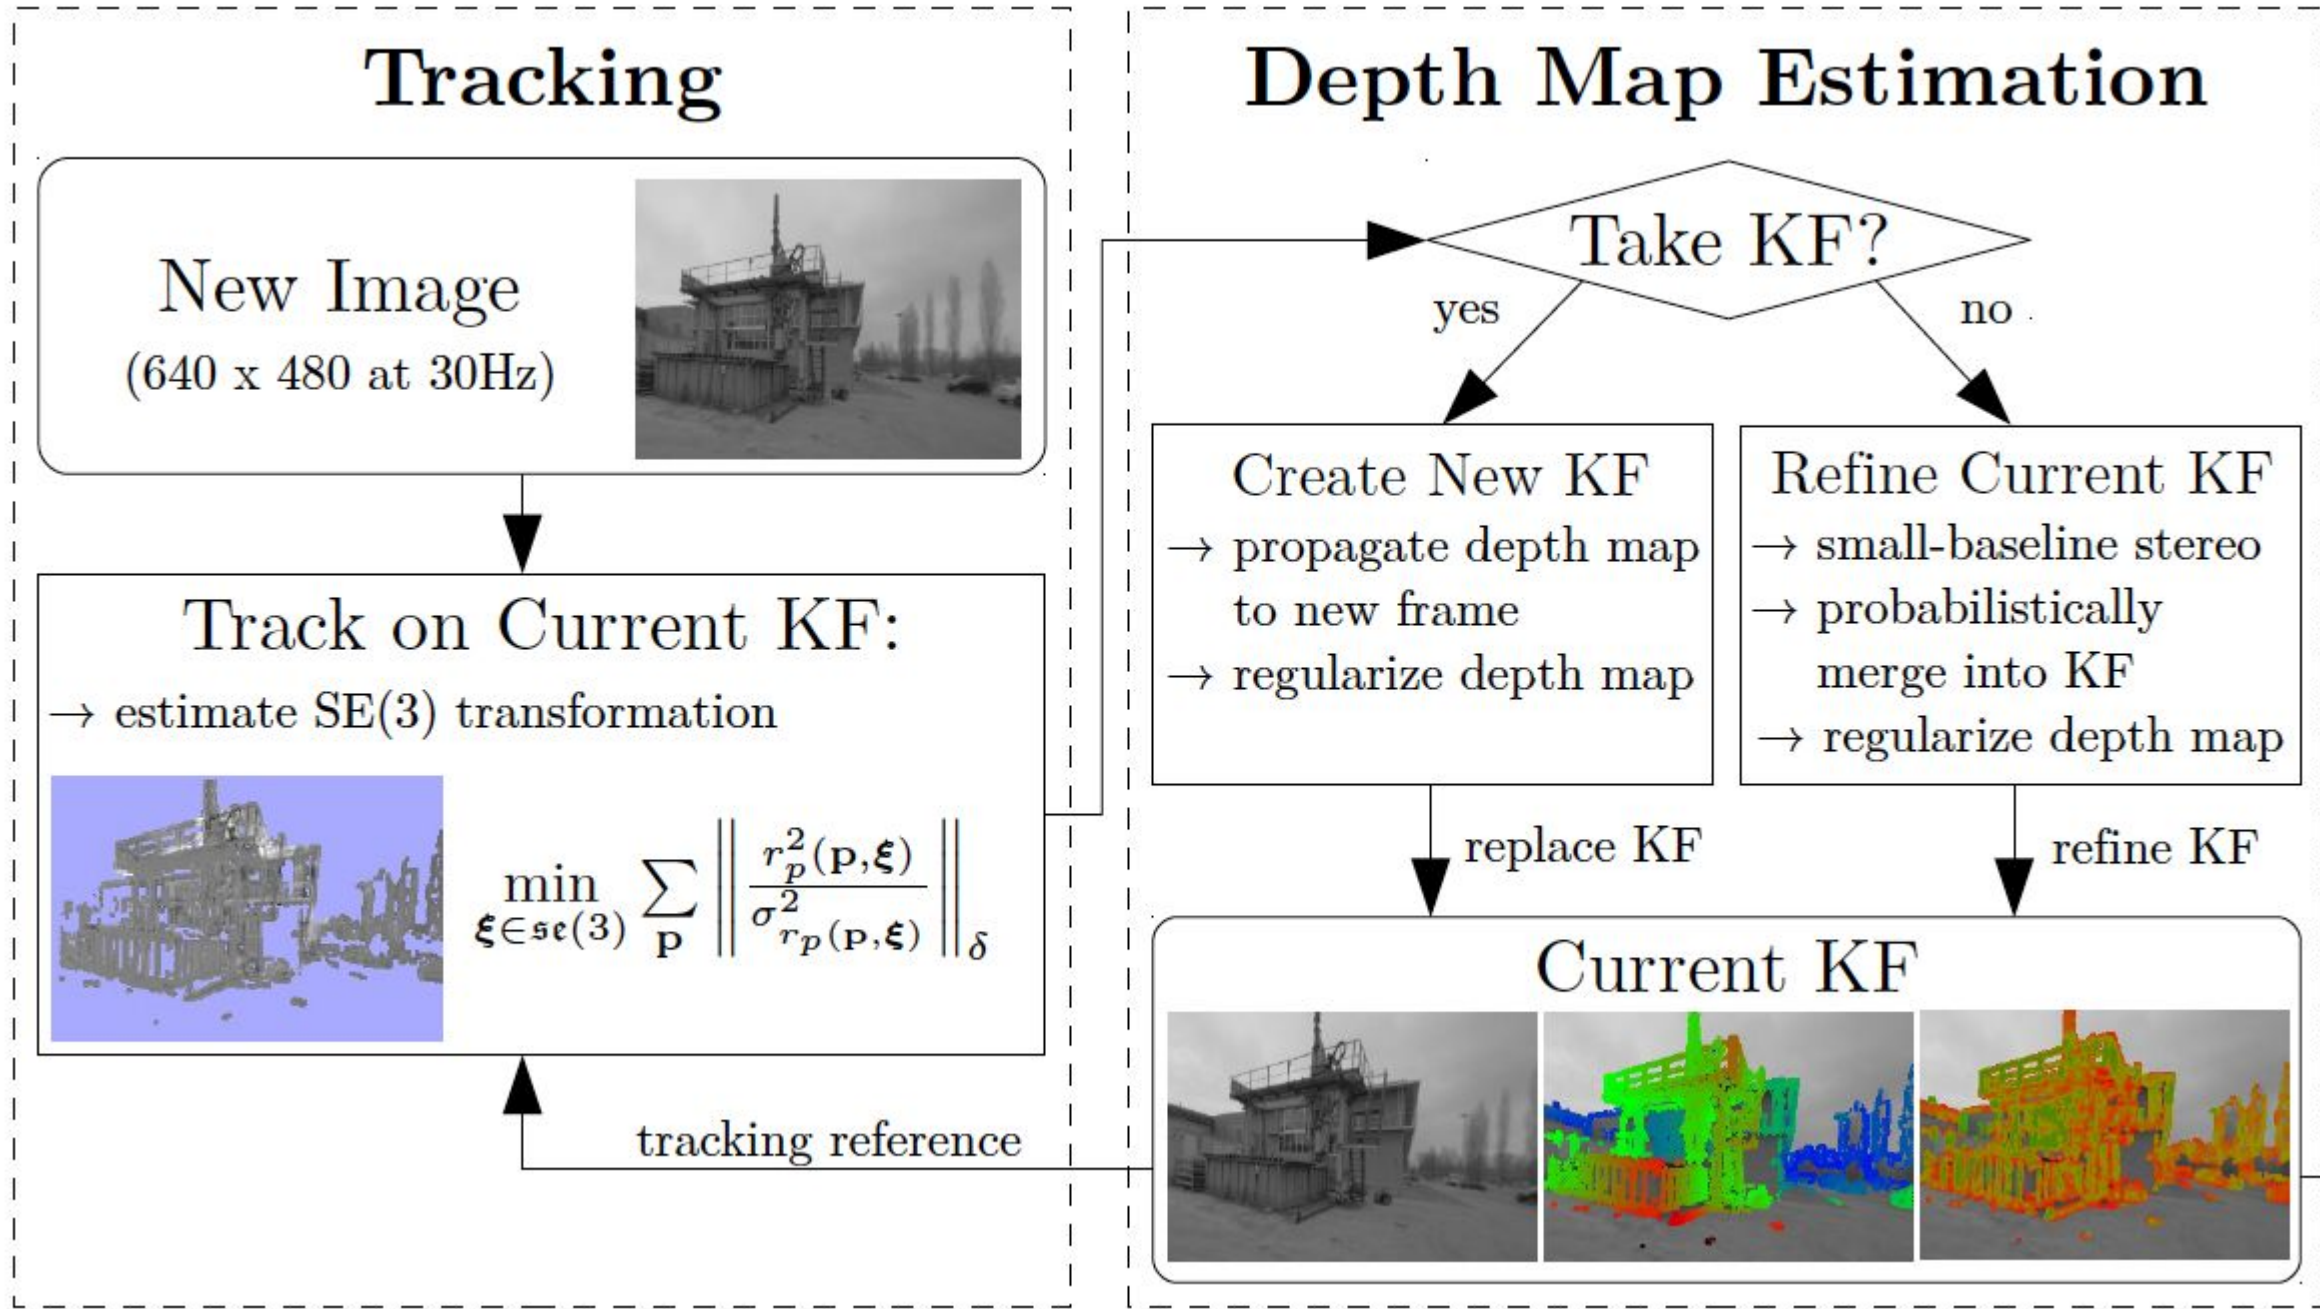 Tracking
New Image
(640 x 480 at 30Hz)
Track on Current KF:
→ estimate SE(3) transformation
min_{ξ∈𝔰𝔢(3)} ∑_p ‖ r_p^2(p,ξ) / σ^2_{r_p(p,ξ)} ‖_δ
tracking reference
Depth Map Estimation
Take KF?
yes
no
Create New KF
→ propagate depth map
to new frame
→ regularize depth map
Refine Current KF
→ small-baseline stereo
→ probabilistically
merge into KF
→ regularize depth map
replace KF
refine KF
Current KF